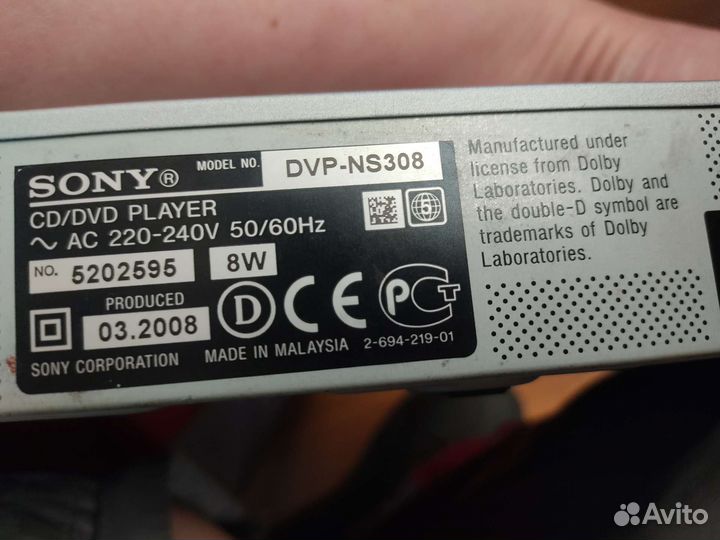 SONY® MODEL NO. DVP-NS308
CD/DVD PLAYER
~ AC 220-240V 50/60Hz
5
NO. 5202595 8W
PRODUCED
03.2008
D CE PCT
SONY CORPORATION MADE IN MALAYSIA 2-694-219-01
Manufactured under
license from Dolby
Laboratories. Dolby and
the double-D symbol are
trademarks of Dolby
Laboratories.
Avito